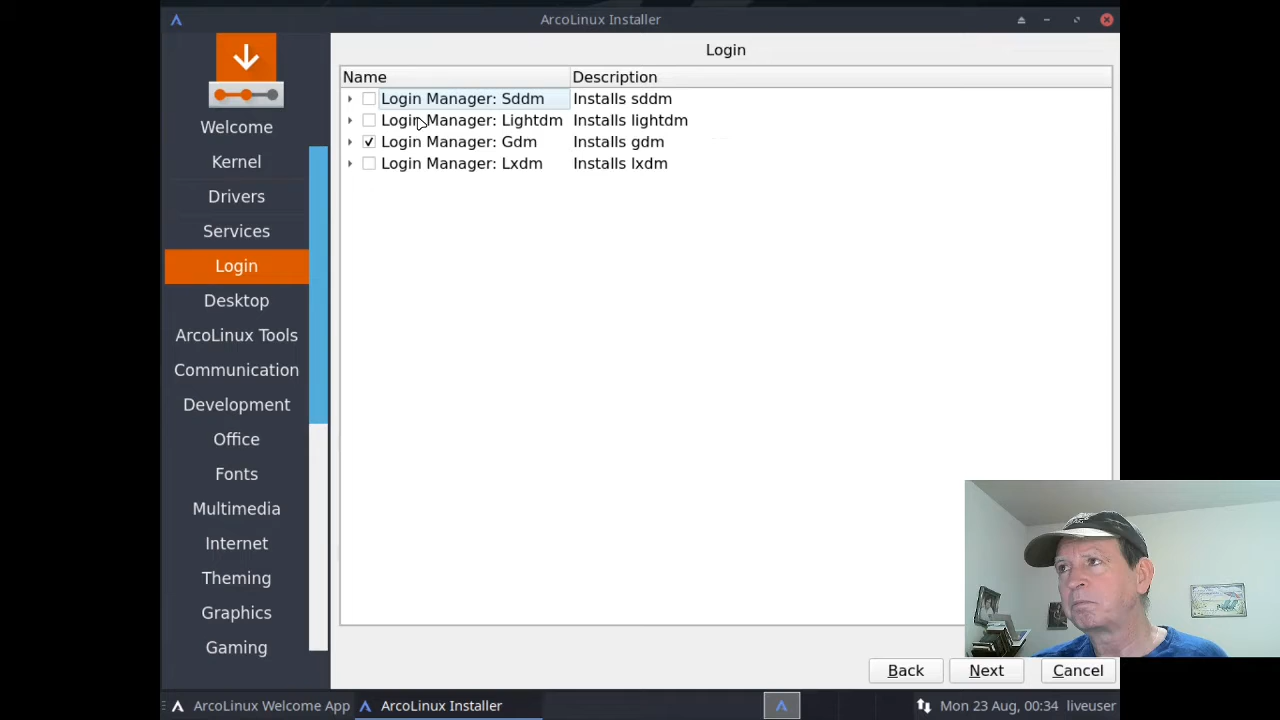 ArcoLinux Installer
Login
Name Description
Login Manager: Sddm Installs sddm
Login Manager: Lightdm Installs lightdm
Login Manager: Gdm Installs gdm
Login Manager: Lxdm Installs lxdm
Welcome
Kernel
Drivers
Services
Login
Desktop
ArcoLinux Tools
Communication
Development
Office
Fonts
Multimedia
Internet
Theming
Graphics
Gaming
Back Next Cancel
ArcoLinux Welcome App ArcoLinux Installer Mon 23 Aug, 00:34 liveuser